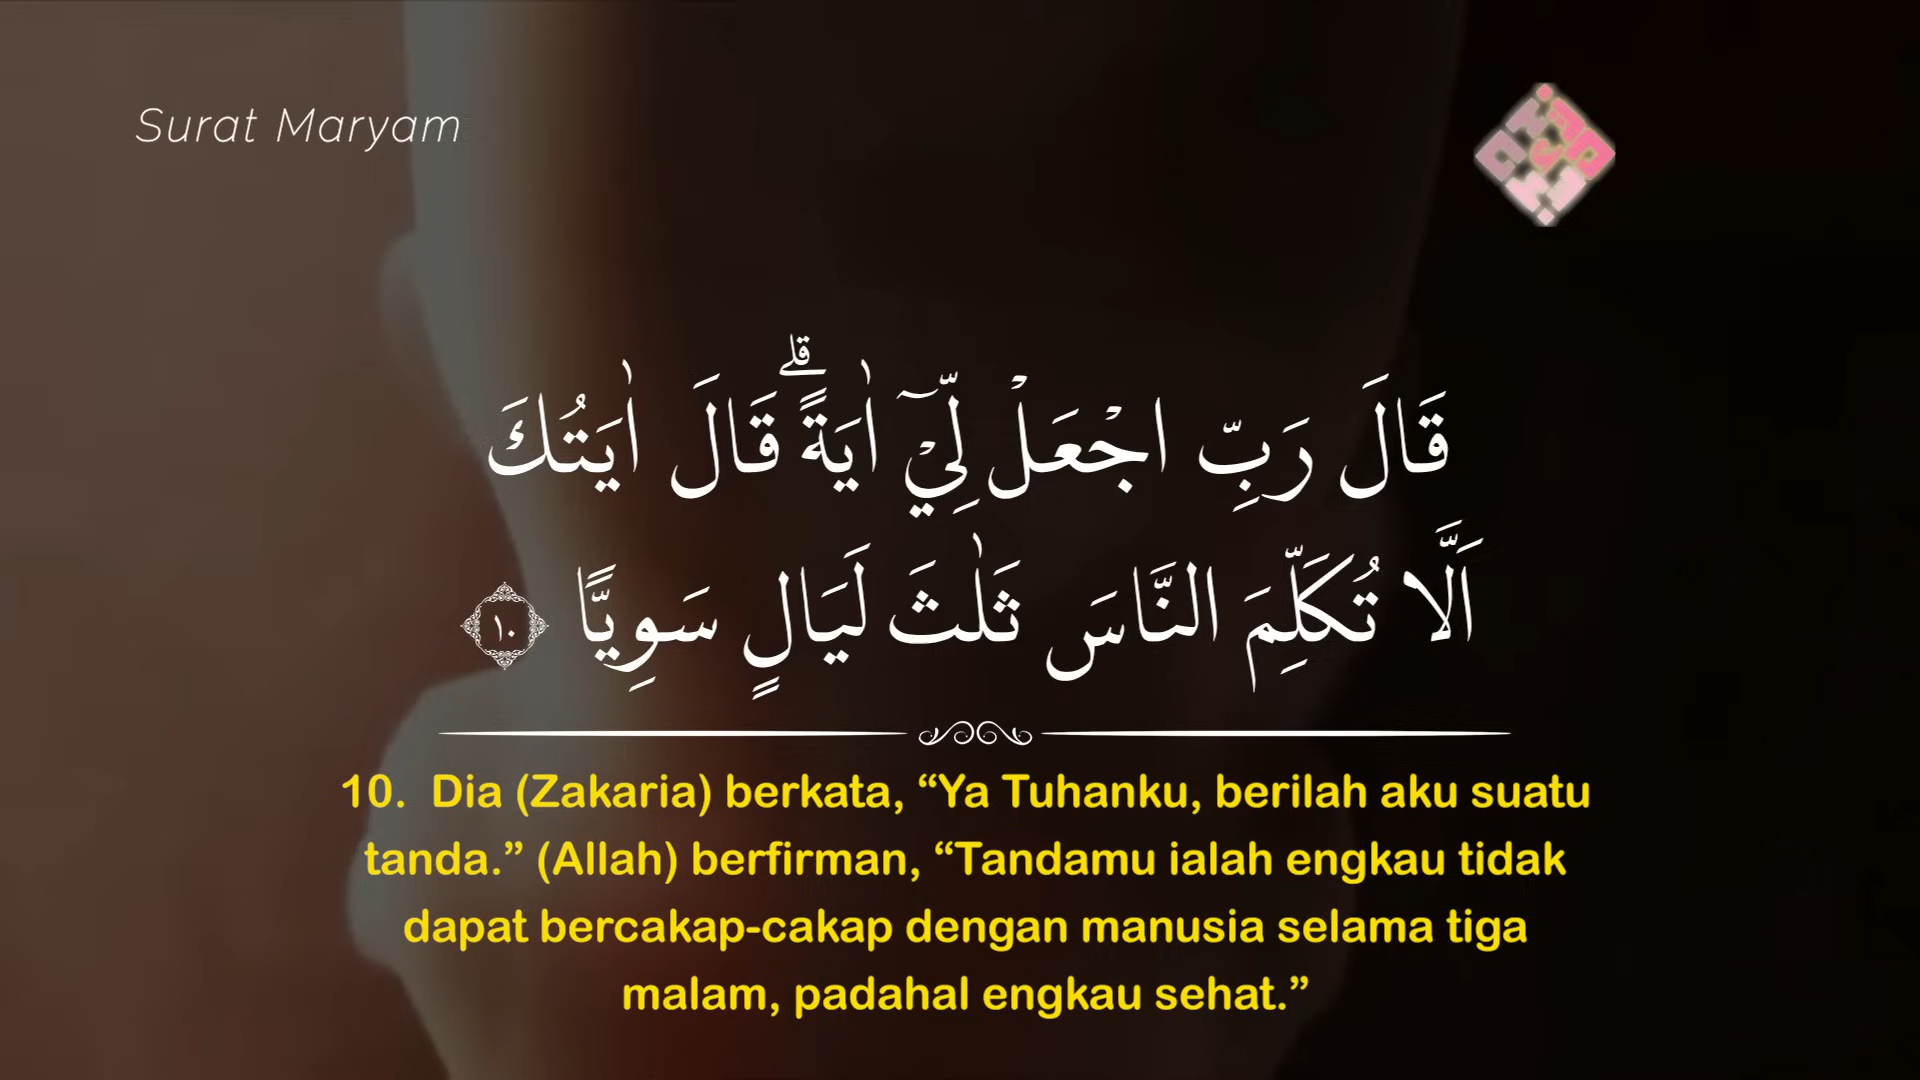 Surat Maryam
قَالَ رَبِّ اجْعَلْ لِّيْٓ اٰيَةً ۗقَالَ اٰيَتُكَ
اَلَّا تُكَلِّمَ النَّاسَ ثَلٰثَ لَيَالٍ سَوِيًّا ١٠
10. Dia (Zakaria) berkata, “Ya Tuhanku, berilah aku suatu
tanda.” (Allah) berfirman, “Tandamu ialah engkau tidak
dapat bercakap-cakap dengan manusia selama tiga
malam, padahal engkau sehat.”